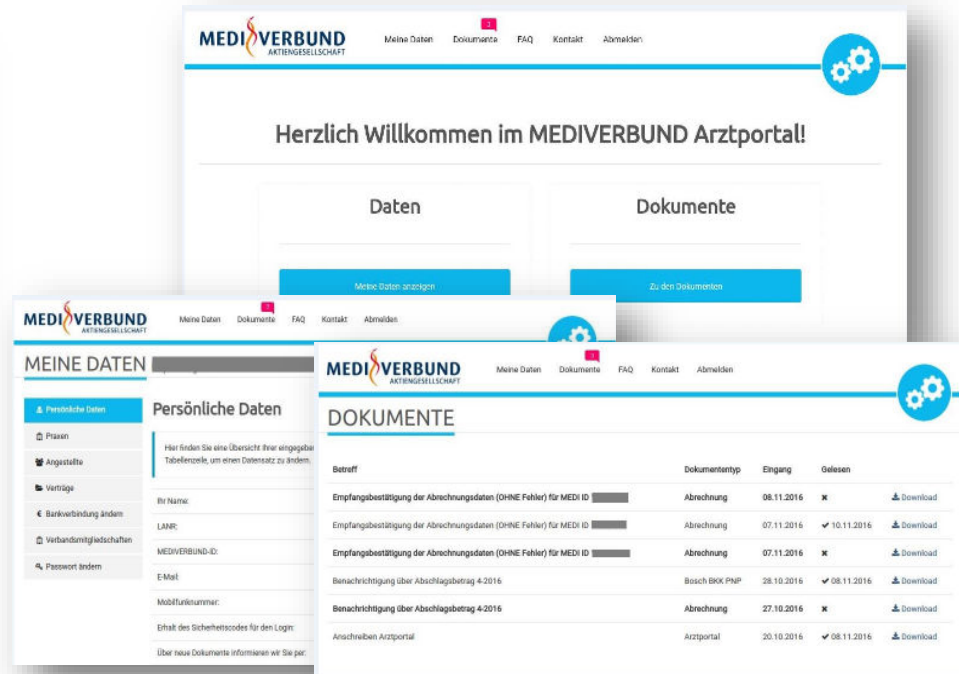 MEDI VERBUND
AKTIENGESELLSCHAFT
Meine Daten Dokumente FAQ Kontakt Abmelden
3
Herzlich Willkommen im MEDIVERBUND Arztportal!
Daten
Dokumente
Meine Daten anzeigen
Zu den Dokumenten
MEDI VERBUND
AKTIENGESELLSCHAFT
Meine Daten Dokumente FAQ Kontakt Abmelden
MEINE DATEN
Persönliche Daten
Praxen
Angestellte
Verträge
Bankverbindung ändern
Verbandsmitgliedschaften
Passwort ändern
Persönliche Daten
Hier finden Sie eine Übersicht Ihrer eingegeben
Tabellenzeile, um einen Datensatz zu ändern.
Ihr Name:
LANR:
MEDIVERBUND-ID:
E-Mail:
Mobilfunknummer:
Erhalt des Sicherheitscodes für den Login:
Über neue Dokumente informieren wir Sie per:
MEDI VERBUND
AKTIENGESELLSCHAFT
Meine Daten Dokumente FAQ Kontakt Abmelden
3
DOKUMENTE
Betreff Dokumententyp Eingang Gelesen
Empfangsbestätigung der Abrechnungsdaten (OHNE Fehler) für MEDI ID Abrechnung 08.11.2016 ✖ Download
Empfangsbestätigung der Abrechnungsdaten (OHNE Fehler) für MEDI ID Abrechnung 07.11.2016 ✔ 10.11.2016 Download
Empfangsbestätigung der Abrechnungsdaten (OHNE Fehler) für MEDI ID Abrechnung 07.11.2016 ✖ Download
Benachrichtigung über Abschlagsbetrag 4-2016 Bosch BKK PNP 28.10.2016 ✔ 08.11.2016 Download
Benachrichtigung über Abschlagsbetrag 4-2016 Abrechnung 27.10.2016 ✖ Download
Anschreiben Arztportal Arztportal 20.10.2016 ✔ 08.11.2016 Download